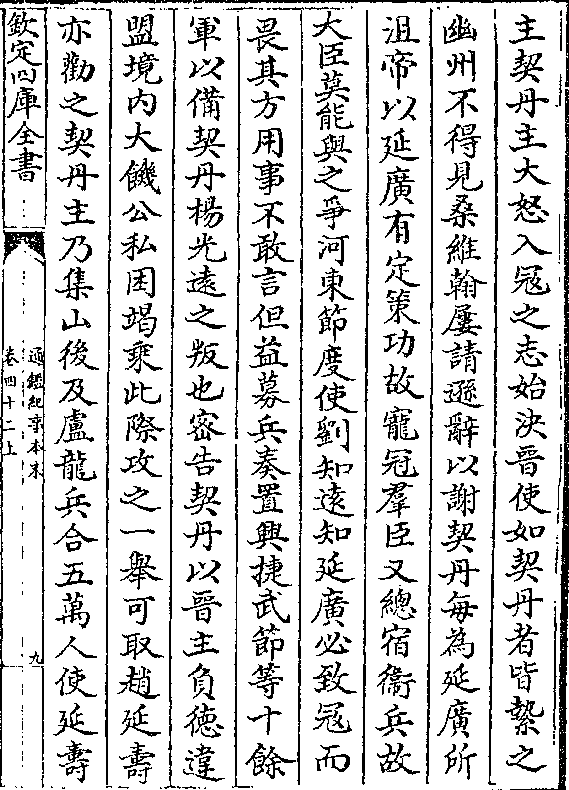 主契丹主大怒入冦之志始决晉使如契丹者皆縶之
幽州不得見桑維翰屢請遜辭以謝契丹每為延廣所
沮帝以延廣有定策功故寵冠羣臣又總宿衞兵故
大臣莫能與之爭河東節度使劉知遠知延廣必致冦而
畏其方用事不敢言但益募兵奏置興捷武節等十餘
軍以備契丹楊光遠之叛也密告契丹以晉主負德違
盟境内大饑公私困竭乗此際攻之一舉可取趙延壽
亦勸之契丹主乃集山後及盧龍兵合五萬人使延壽
欽定四庫全書
通鑑紀事本末
卷四十二上
九